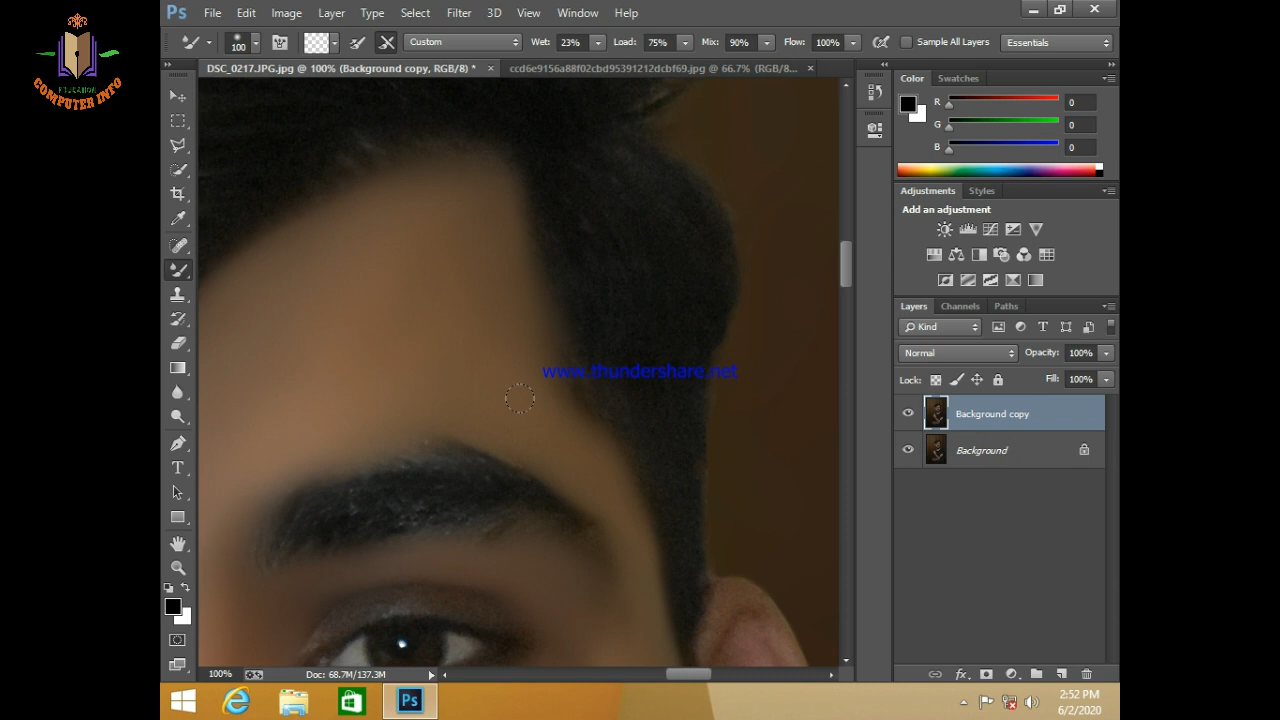 Ps File Edit Image Layer Type Select Filter 3D View Window Help
100 Custom Wet: 23% Load: 75% Mix: 90% Flow: 100% Sample All Layers Essentials
EDUCATION
COMPUTER INFO
DSC_0217.JPG.jpg @ 100% (Background copy, RGB/8) * × ccd6e9156a88f02cbd95391212dcbf69.jpg @ 66.7% (RGB/8... ×
Color Swatches
R 0
G 0
B 0
Adjustments Styles
Add an adjustment
Layers Channels Paths
Kind
Normal Opacity: 100%
Lock: Fill: 100%
Background copy
Background
www.thundershare.net
100% Doc: 68.7M/137.3M
Ps
2:52 PM
6/2/2020